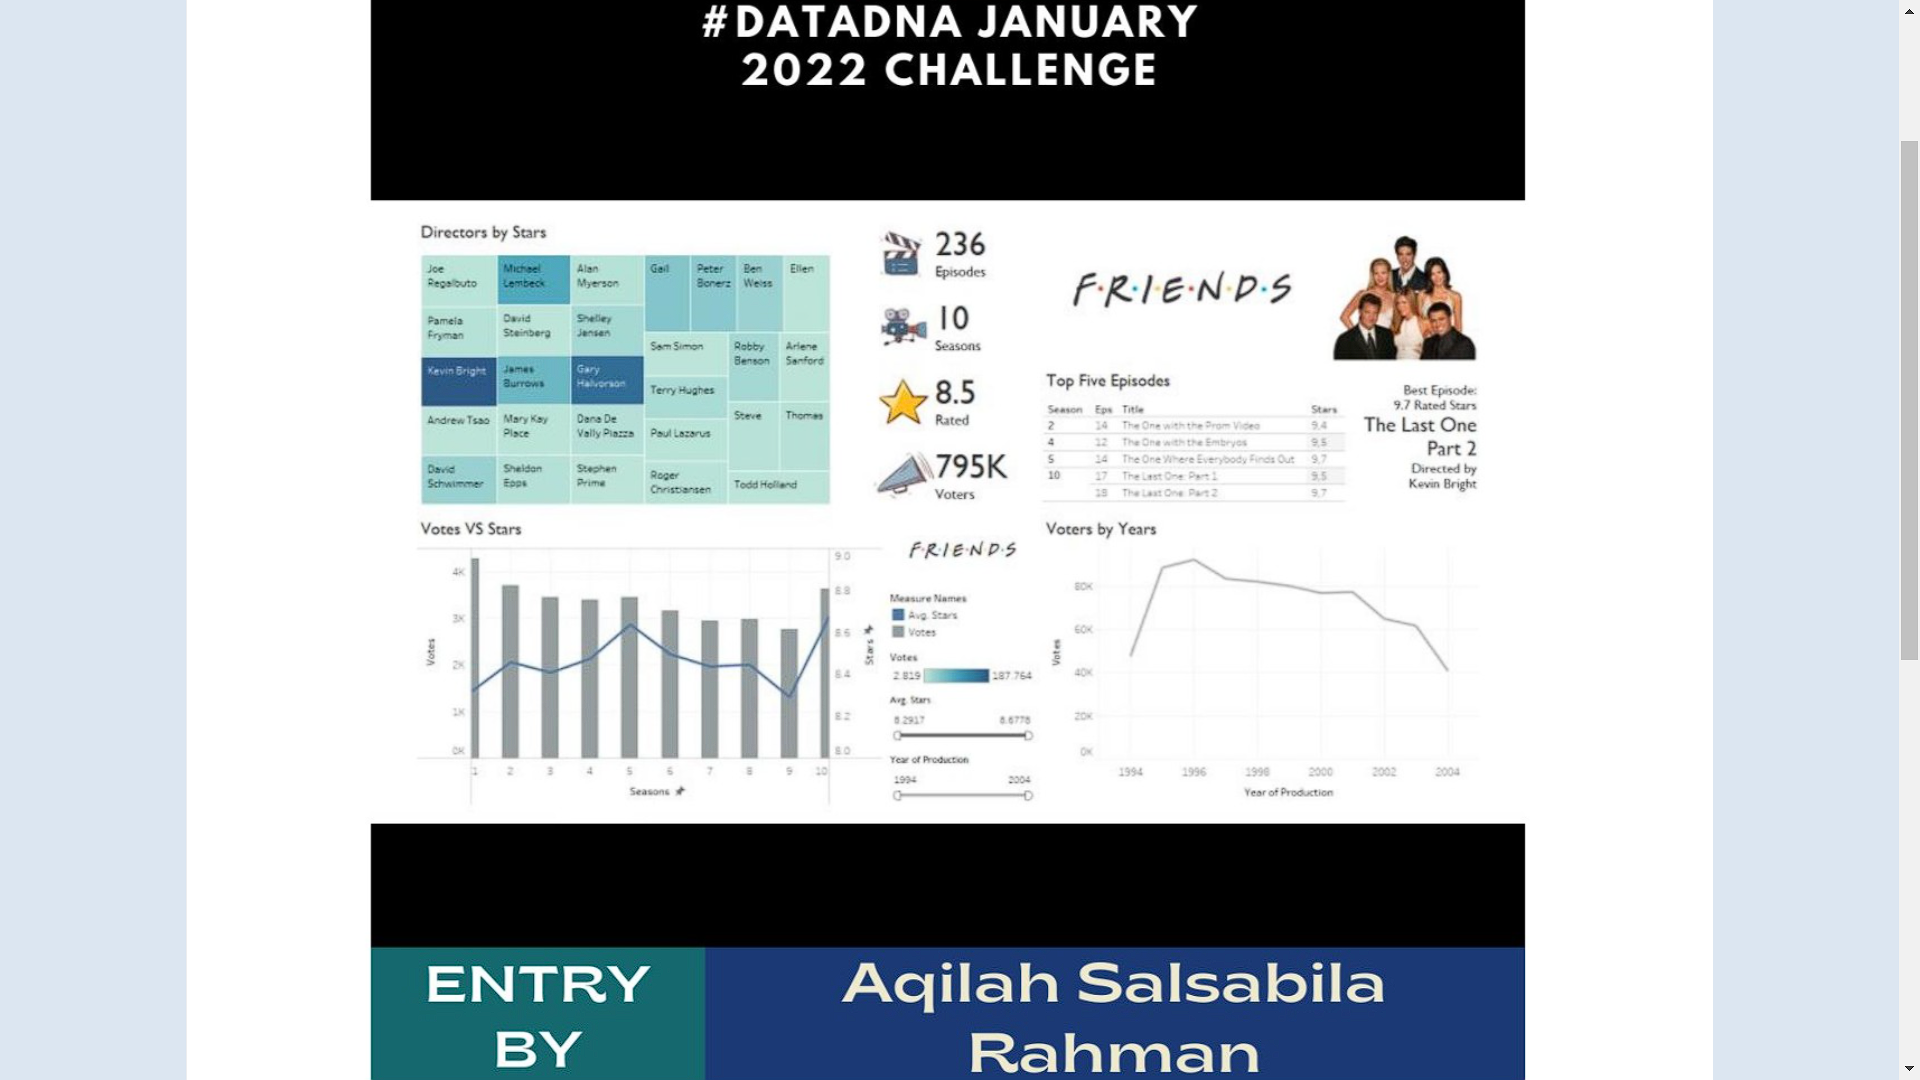 #DATADNA JANUARY
2022 CHALLENGE
Directors by Stars
Joe
Regalbuto
Michael
Lembeck
Alan
Myerson
Gail
Peter
Bonerz
Ben
Weiss
Ellen
Pamela
Fryman
David
Steinberg
Shelley
Jensen
Sam Simon
Robby
Benson
Arlene
Sanford
Kevin Bright
James
Burrows
Gary
Halvorson
Terry Hughes
Andrew Tsao
Mary Kay
Place
Dana De
Vally Piazza
Paul Lazarus
Steve
Thomas
David
Schwimmer
Sheldon
Epps
Stephen
Prime
Roger
Christiansen
Todd Holland
236
Episodes
10
Seasons
8.5
Rated
795K
Voters
F·R·I·E·N·D·S
Top Five Episodes
Season Eps Title Stars
2 14 The One with the Prom Video 9,4
4 12 The One with the Embryos 9,5
5 14 The One Where Everybody Finds Out 9,7
10 17 The Last One: Part 1 9,5
18 The Last One: Part 2 9,7
Best Episode:
9.7 Rated Stars
The Last One
Part 2
Directed by
Kevin Bright
Votes VS Stars
4K
3K
2K
1K
0K
Votes
9.0
8.8
8.6
8.4
8.2
8.0
Stars
1 2 3 4 5 6 7 8 9 10
Seasons
F·R·I·E·N·D·S
Measure Names
Avg. Stars
Votes
Votes
2.819 187.764
Avg. Stars
8.2917 8.6778
Year of Production
1994 2004
Voters by Years
80K
60K
40K
20K
0K
Votes
1994 1996 1998 2000 2002 2004
Year of Production
ENTRY
BY
Aqilah Salsabila
Rahman